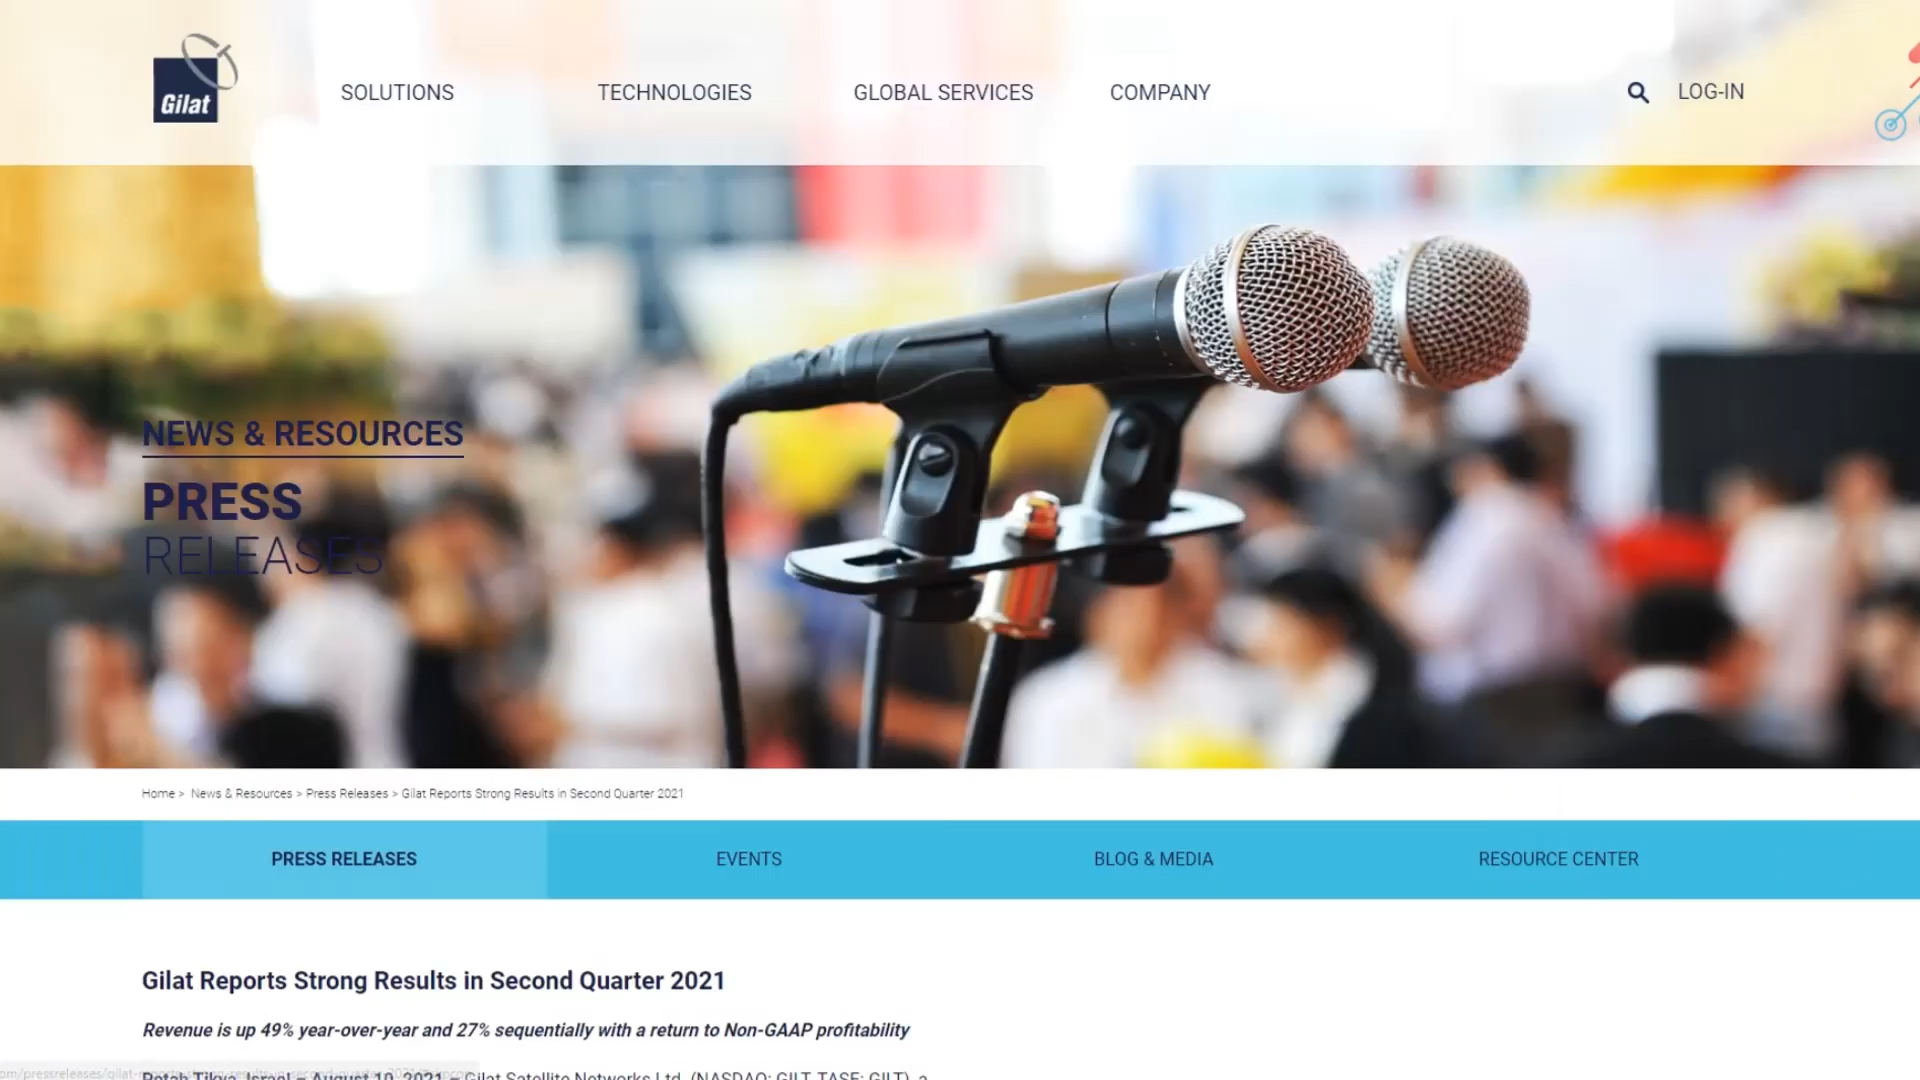 Gilat
SOLUTIONS
TECHNOLOGIES
GLOBAL SERVICES
COMPANY
LOG-IN
NEWS & RESOURCES
PRESS
RELEASES
Home > News & Resources > Press Releases > Gilat Reports Strong Results in Second Quarter 2021
PRESS RELEASES
EVENTS
BLOG & MEDIA
RESOURCE CENTER
Gilat Reports Strong Results in Second Quarter 2021
Revenue is up 49% year-over-year and 27% sequentially with a return to Non-GAAP profitability
Petah Tikva, Israel – August 10, 2021 – Gilat Satellite Networks Ltd. (NASDAQ: GILT, TASE: GILT), a